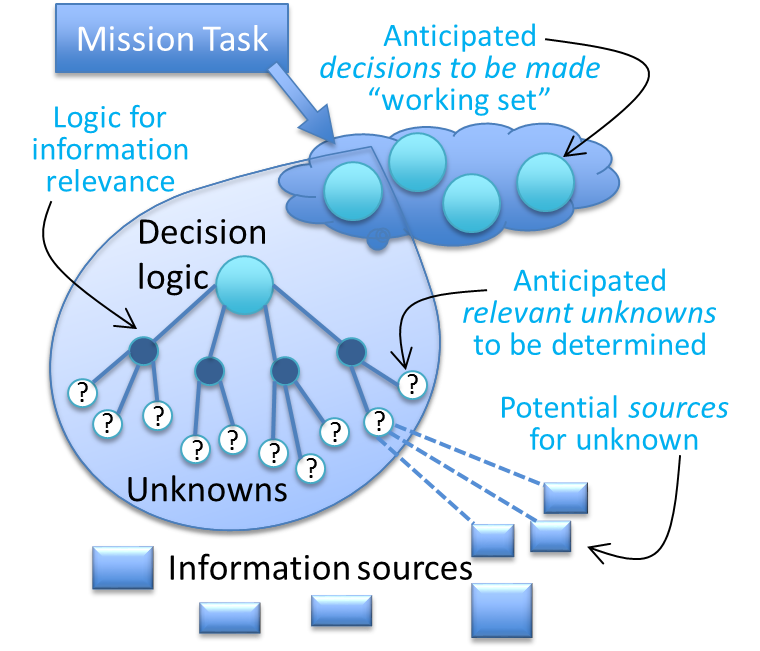 Mission Task
Anticipated
decisions to be made
“working set”
Logic for
information
relevance
Decision
logic
Anticipated
relevant unknowns
to be determined
?
?
?
?
?
?
?
?
?
?
Potential sources
for unknown
Unknowns
Information sources